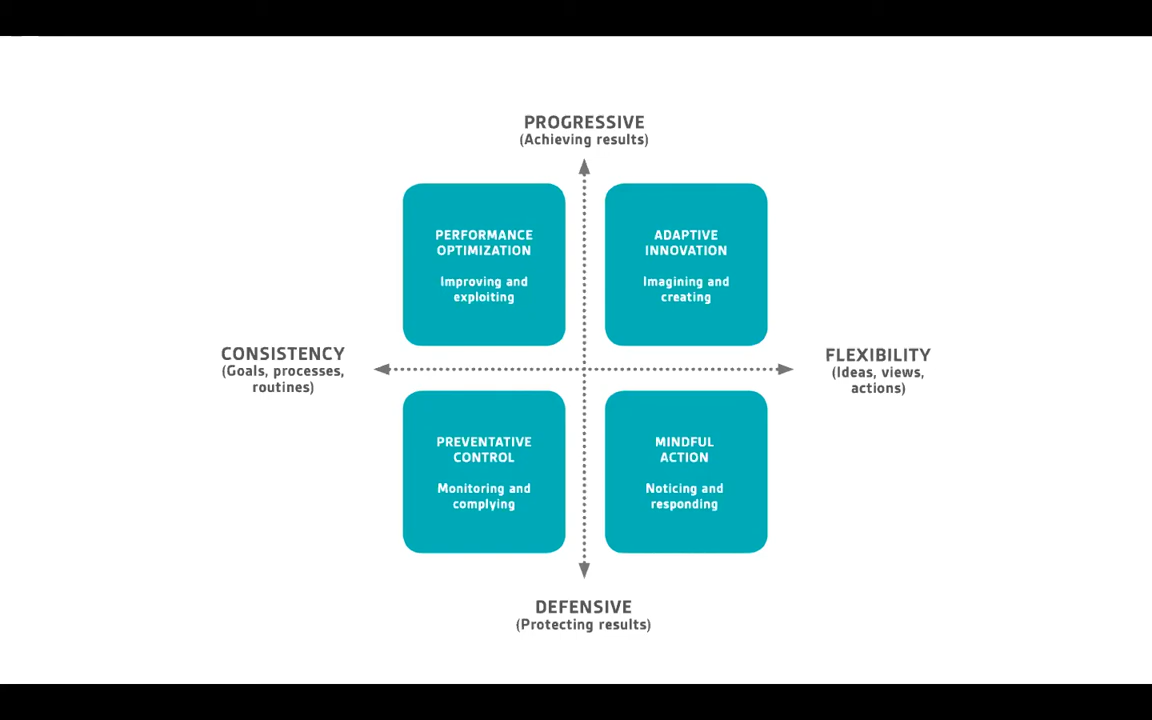 PROGRESSIVE
(Achieving results)
PERFORMANCE
OPTIMIZATION
Improving and
exploiting
ADAPTIVE
INNOVATION
Imagining and
creating
CONSISTENCY
(Goals, processes,
routines)
FLEXIBILITY
(Ideas, views,
actions)
PREVENTATIVE
CONTROL
Monitoring and
complying
MINDFUL
ACTION
Noticing and
responding
DEFENSIVE
(Protecting results)